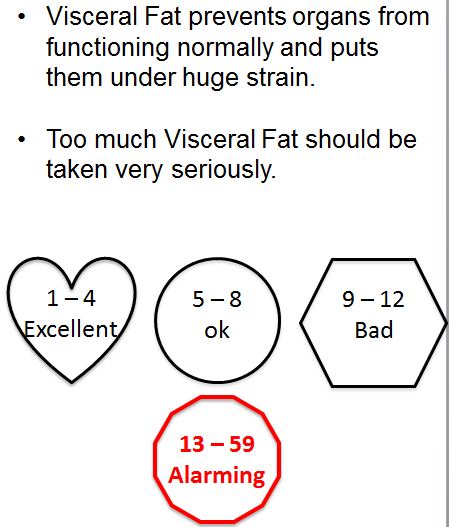 • Visceral Fat prevents organs from
functioning normally and puts
them under huge strain.
• Too much Visceral Fat should be
taken very seriously.
1 – 4
Excellent
5 – 8
ok
9 – 12
Bad
13 – 59
Alarming